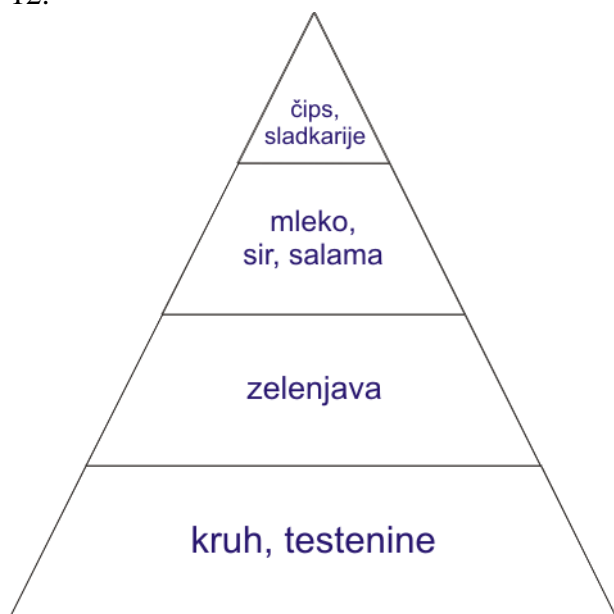 12.
čips,
sladkarije
mleko,
sir, salama
zelenjava
kruh, testenine